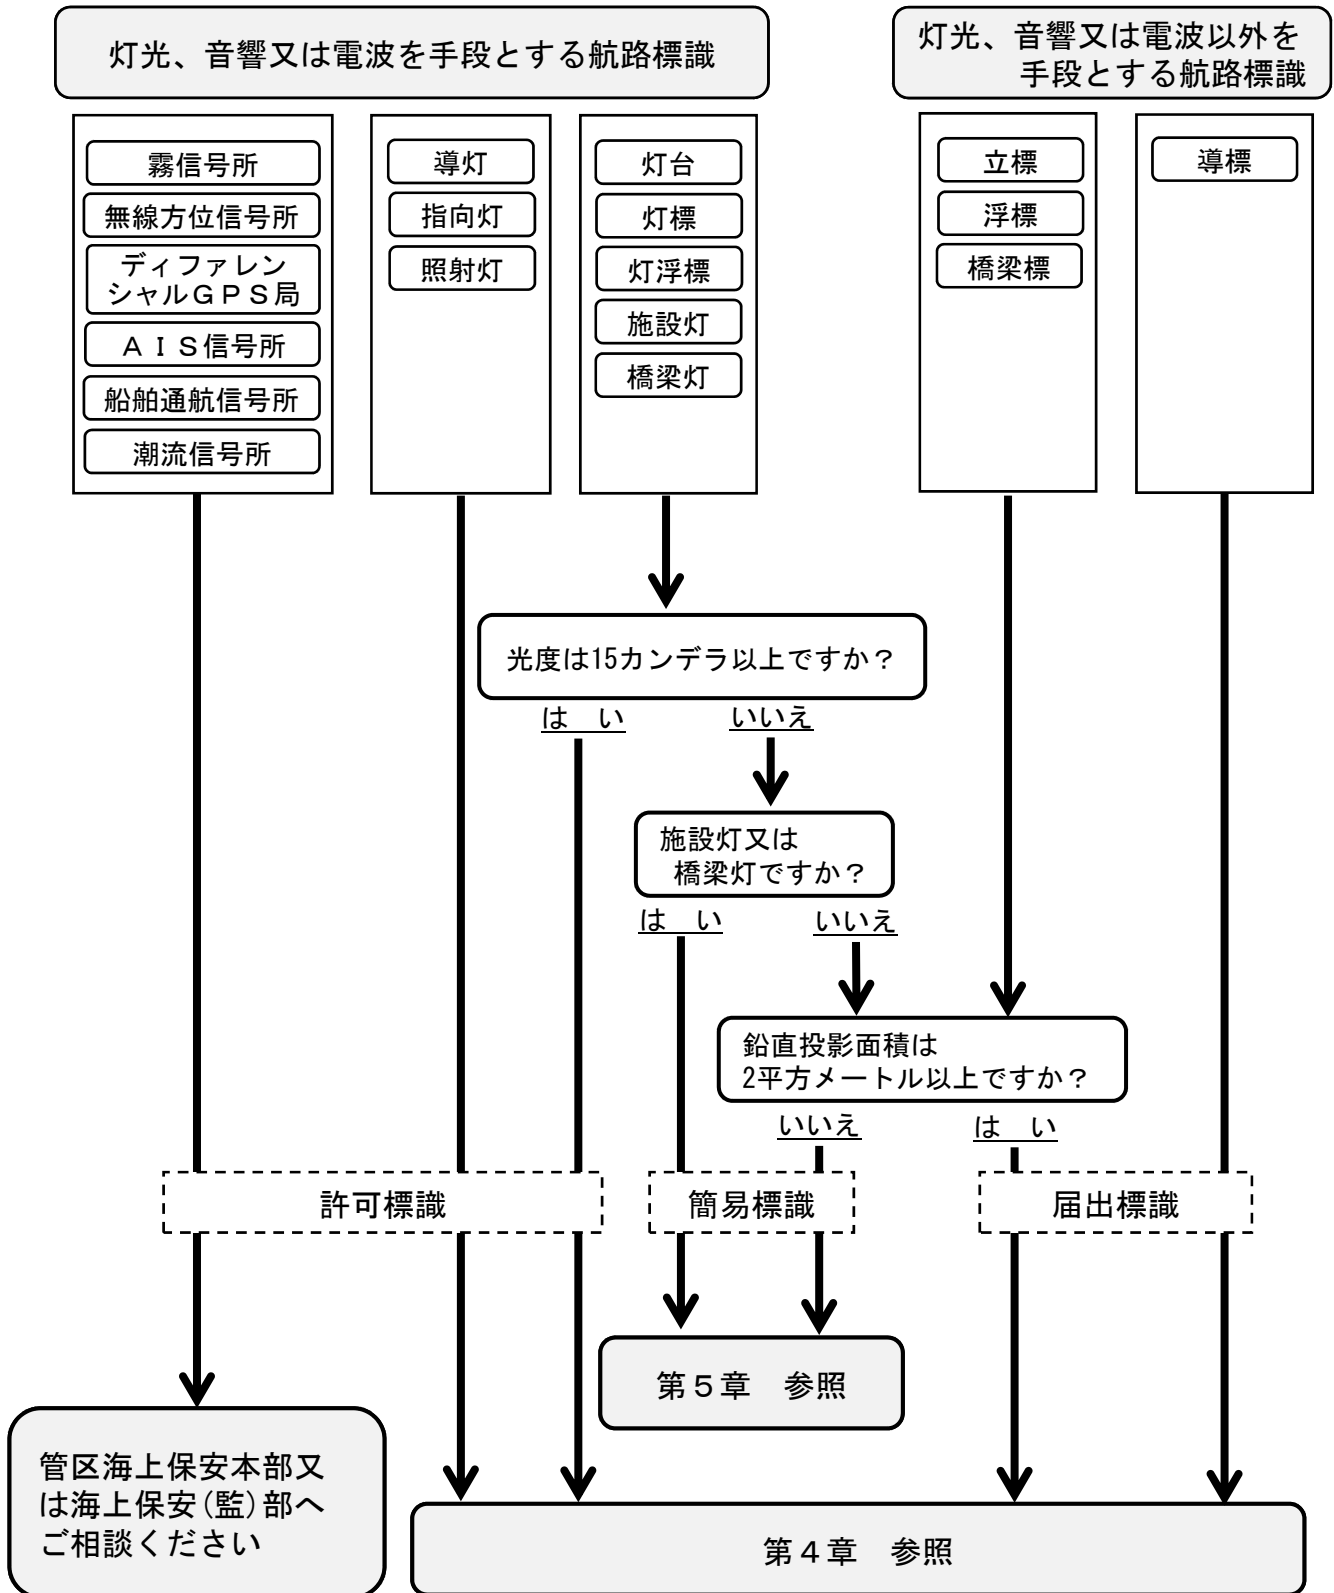 灯光、音響又は電波を手段とする航路標識
灯光、音響又は電波以外を
手段とする航路標識
霧信号所
無線方位信号所
ディファレン
シャルＧＰＳ局
ＡＩＳ信号所
船舶通航信号所
潮流信号所
導灯
指向灯
照射灯
灯台
灯標
灯浮標
施設灯
橋梁灯
立標
浮標
橋梁標
導標
光度は15カンデラ以上ですか？
は　い
いいえ
施設灯又は
橋梁灯ですか？
は　い
いいえ
鉛直投影面積は
2平方メートル以上ですか？
いいえ
は　い
許可標識
簡易標識
届出標識
第５章　参照
管区海上保安本部又
は海上保安(監)部へ
ご相談ください
第４章　参照